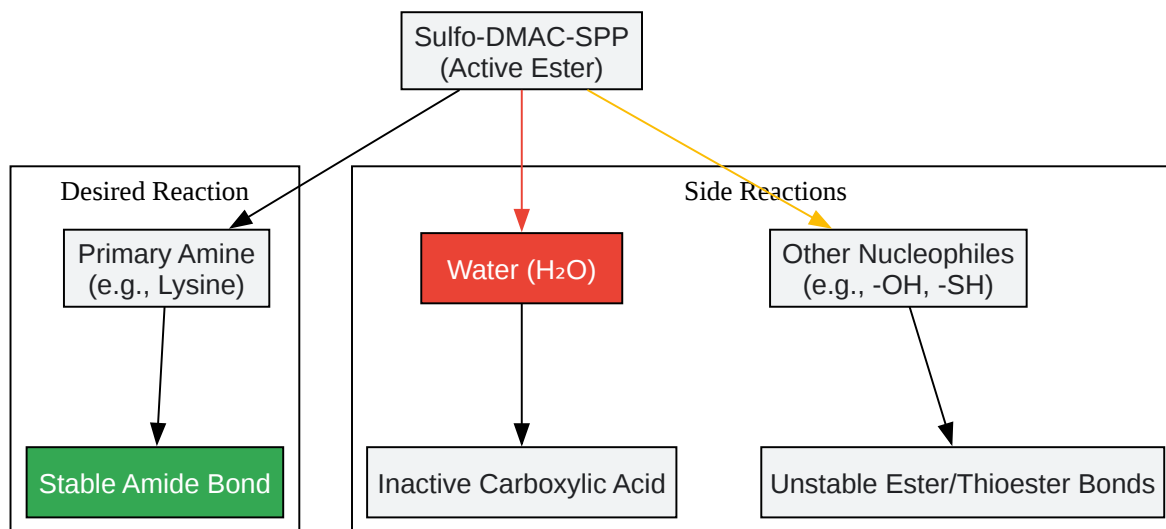 Sulfo-DMAC-SPP
(Active Ester)
Desired Reaction
Side Reactions
Primary Amine
(e.g., Lysine)
Water (H₂O)
Other Nucleophiles
(e.g., -OH, -SH)
Stable Amide Bond
Inactive Carboxylic Acid
Unstable Ester/Thioester Bonds